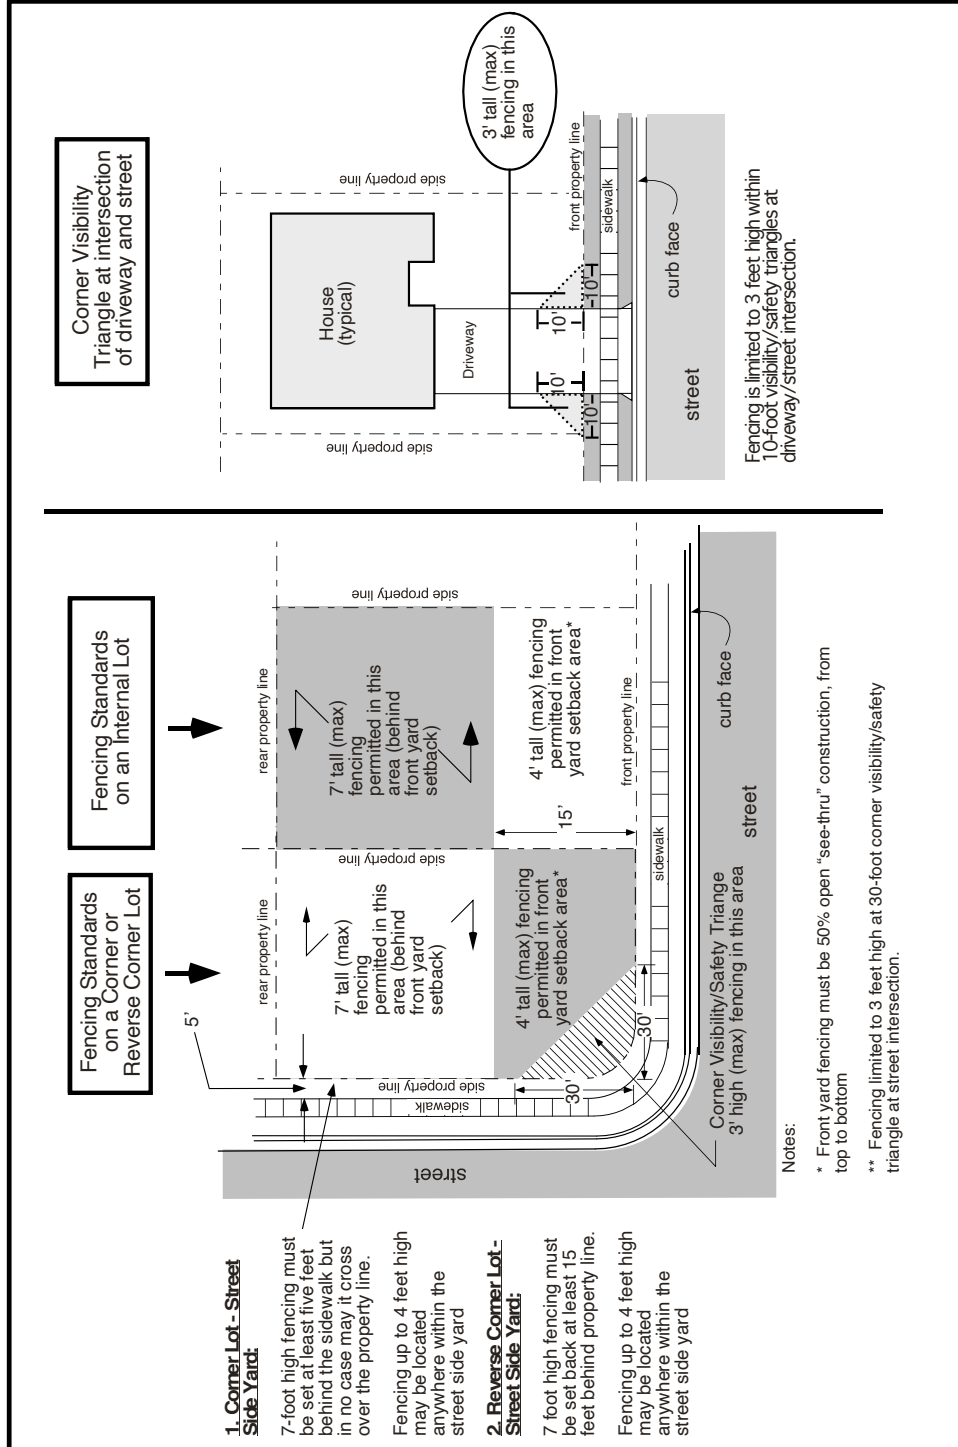 1. Corner Lot - Street
Side Yard:
7-foot high fencing must
be set at least five feet
behind the sidewalk but
in no case may it cross
over the property line.
Fencing up to 4 feet high
may be located
anywhere within the
street side yard
2. Reverse Corner Lot -
Street Side Yard:
7 foot high fencing must
be set back at least 15
feet behind property line.
Fencing up to 4 feet high
may be located
anywhere within the
street side yard
Fencing Standards
on a Corner or
Reverse Corner Lot
5'
rear property line
7' tall (max)
fencing
permitted in this
area (behind
front yard
setback)
side property line
sidewalk
street
4' tall (max) fencing
permitted in front
yard setback area*
30'
30'
Corner Visibility/Safety Triange
3' high (max) fencing in this area
Fencing Standards
on an Internal Lot
rear property line
side property line
7' tall (max)
fencing
permitted in this
area (behind
front yard
setback)
side property line
15'
4' tall (max) fencing
permitted in front
yard setback area*
front property line
sidewalk
curb face
street
Notes:
* Front yard fencing must be 50% open "see-thru" construction, from
top to bottom
** Fencing limited to 3 feet high at 30-foot corner visibility/safety
triangle at street intersection.
Corner Visibility
Triangle at intersection
of driveway and street
side property line
House
(typical)
side property line
Driveway
10'
10'
10'
10'
3' tall (max)
fencing in this
area
front property line
sidewalk
curb face
street
Fencing is limited to 3 feet high within
10-foot visibility/safety triangles at
driveway/street intersection.